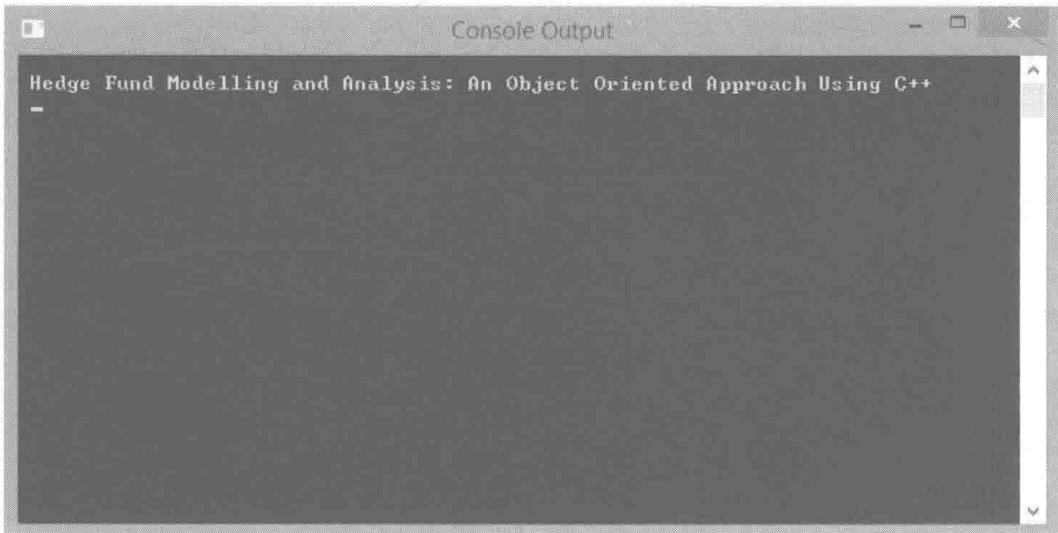 Console Output
Hedge Fund Modelling and Analysis: An Object Oriented Approach Using C++